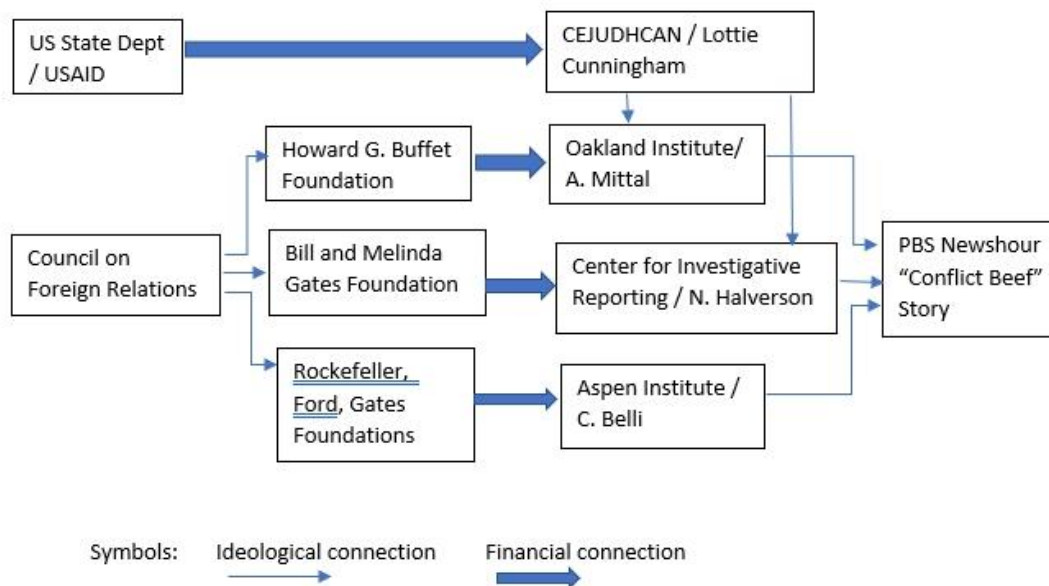 US State Dept
/ USAID
CEJUDHCAN / Lottie
Cunningham
Howard G. Buffet
Foundation
Oakland Institute/
A. Mittal
Council on
Foreign Relations
Bill and Melinda
Gates Foundation
Center for Investigative
Reporting / N. Halverson
PBS Newshour
“Conflict Beef”
Story
Rockefeller,
Ford, Gates
Foundations
Aspen Institute /
C. Belli
Symbols: Ideological connection Financial connection